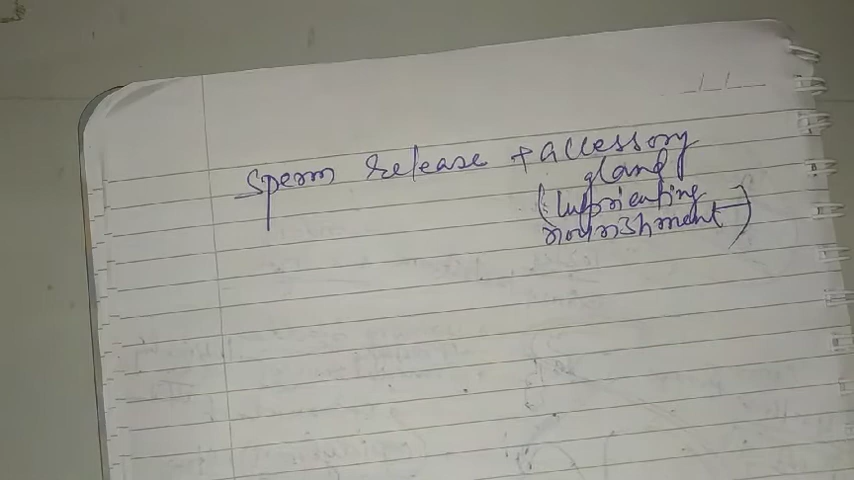 Sperm release + accessory
gland
(lubricating
nourishment)